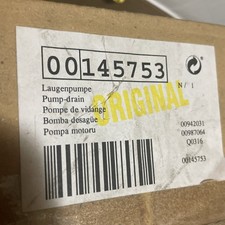 00145753
Laugenpumpe N/ 1
Pump-drain
Pompe de vidange
Bomba desagüe
Pompa motoru
ORIGINAL
00942031
00987064
Q0316
00145753